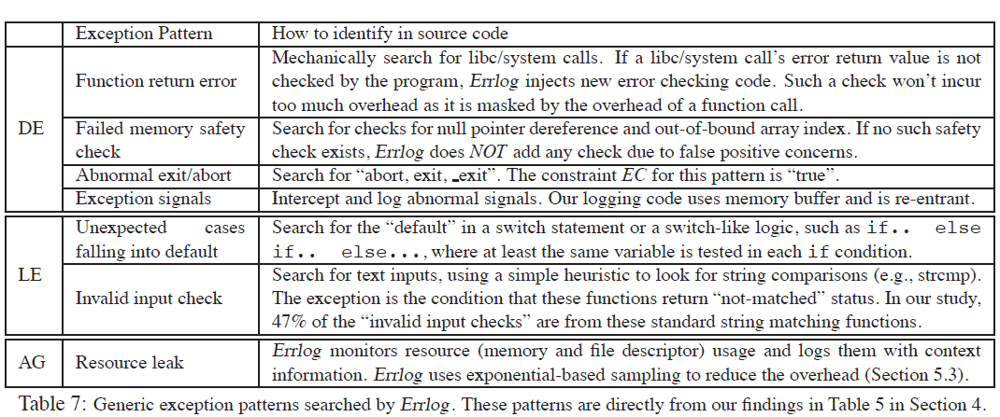 Exception Pattern How to identify in source code
DE
Function return error
Mechanically search for libc/system calls. If a libc/system call's error return value is not
checked by the program, Errlog injects new error checking code. Such a check won't incur
too much overhead as it is masked by the overhead of a function call.
Failed memory safety
check
Search for checks for null pointer dereference and out-of-bound array index. If no such safety
check exists, Errlog does NOT add any check due to false positive concerns.
Abnormal exit/abort
Search for “abort, exit, _exit”. The constraint EC for this pattern is “true”.
Exception signals
Intercept and log abnormal signals. Our logging code uses memory buffer and is re-entrant.
LE
Unexpected cases
falling into default
Search for the “default” in a switch statement or a switch-like logic, such as if.. else
if.. else..., where at least the same variable is tested in each if condition.
Invalid input check
Search for text inputs, using a simple heuristic to look for string comparisons (e.g., strcmp).
The exception is the condition that these functions return “not-matched” status. In our study,
47% of the “invalid input checks” are from these standard string matching functions.
AG
Resource leak
Errlog monitors resource (memory and file descriptor) usage and logs them with context
information. Errlog uses exponential-based sampling to reduce the overhead (Section 5.3).
Table 7: Generic exception patterns searched by Errlog. These patterns are directly from our findings in Table 5 in Section 4.